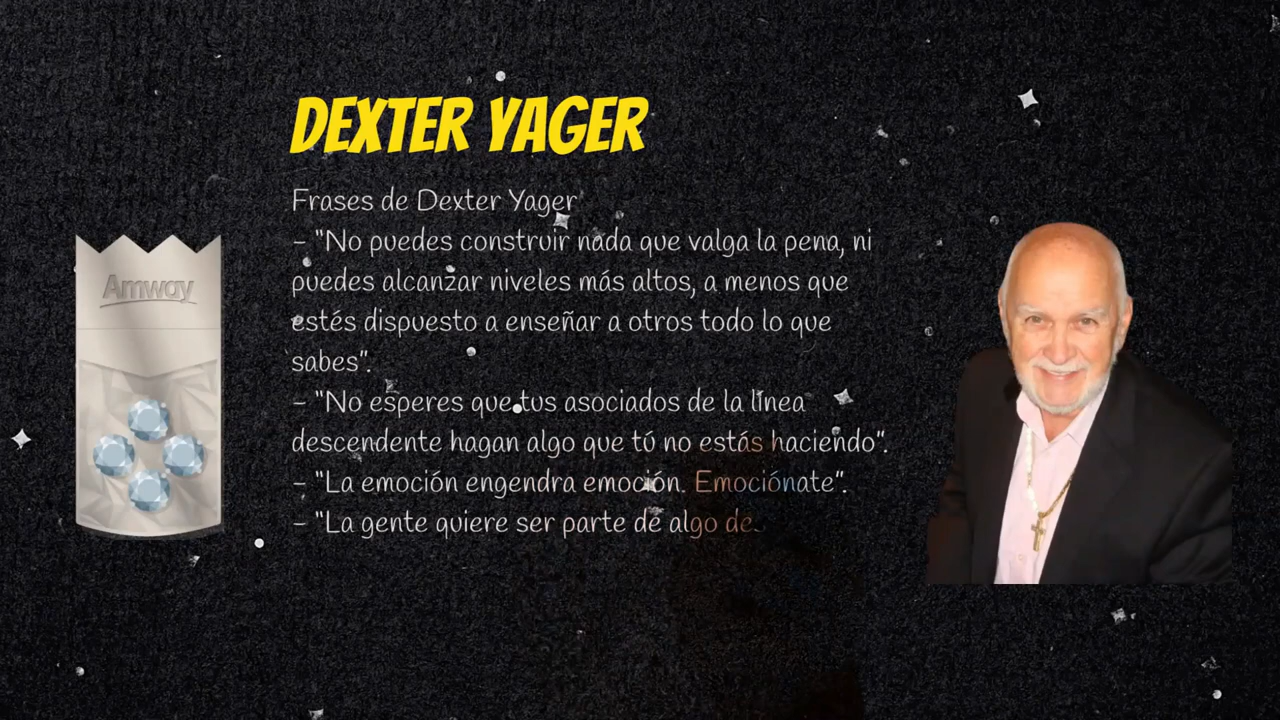 DEXTER YAGER
Frases de Dexter Yager
- "No puedes construir nada que valga la pena, ni
puedes alcanzar niveles más altos, a menos que
estés dispuesto a enseñar a otros todo lo que
sabes".
- "No esperes que tus asociados de la línea
descendente hagan algo que tú no estás haciendo".
- "La emoción engendra emoción. Emociónate".
- "La gente quiere ser parte de algo de
Amway